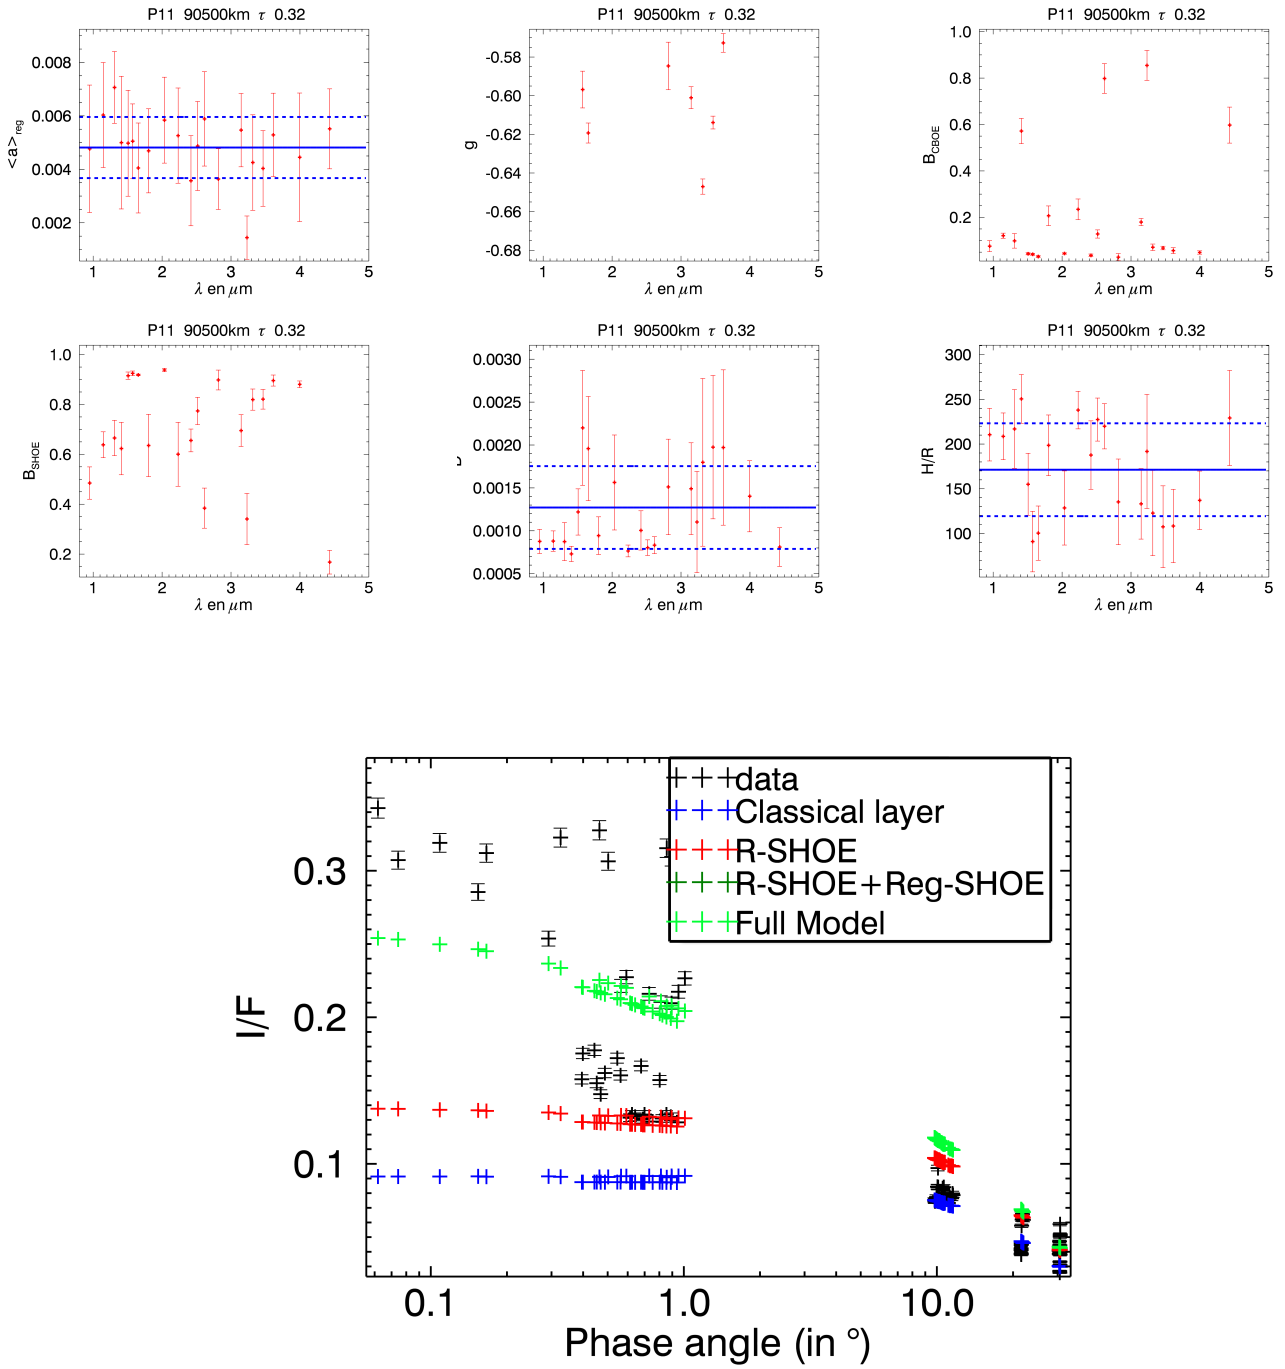 P11 90500km τ 0.32
P11 90500km τ 0.32
P11 90500km τ 0.32
0.008
0.006
0.004
0.002
<a>reg
1 2 3 4 5
λ en μm
-0.58
-0.60
-0.62
-0.64
-0.66
-0.68
g
1 2 3 4 5
λ en μm
1.0
0.8
0.6
0.4
0.2
BCBOE
1 2 3 4 5
λ en μm
P11 90500km τ 0.32
P11 90500km τ 0.32
P11 90500km τ 0.32
1.0
0.8
0.6
0.4
0.2
BSHOE
1 2 3 4 5
λ en μm
0.0030
0.0025
0.0020
0.0015
0.0010
0.0005
1 2 3 4 5
λ en μm
300
250
200
150
100
H/R
1 2 3 4 5
λ en μm
data
Classical layer
R-SHOE
R-SHOE+Reg-SHOE
Full Model
0.3
0.2
0.1
I/F
0.1 1.0 10.0
Phase angle (in °)